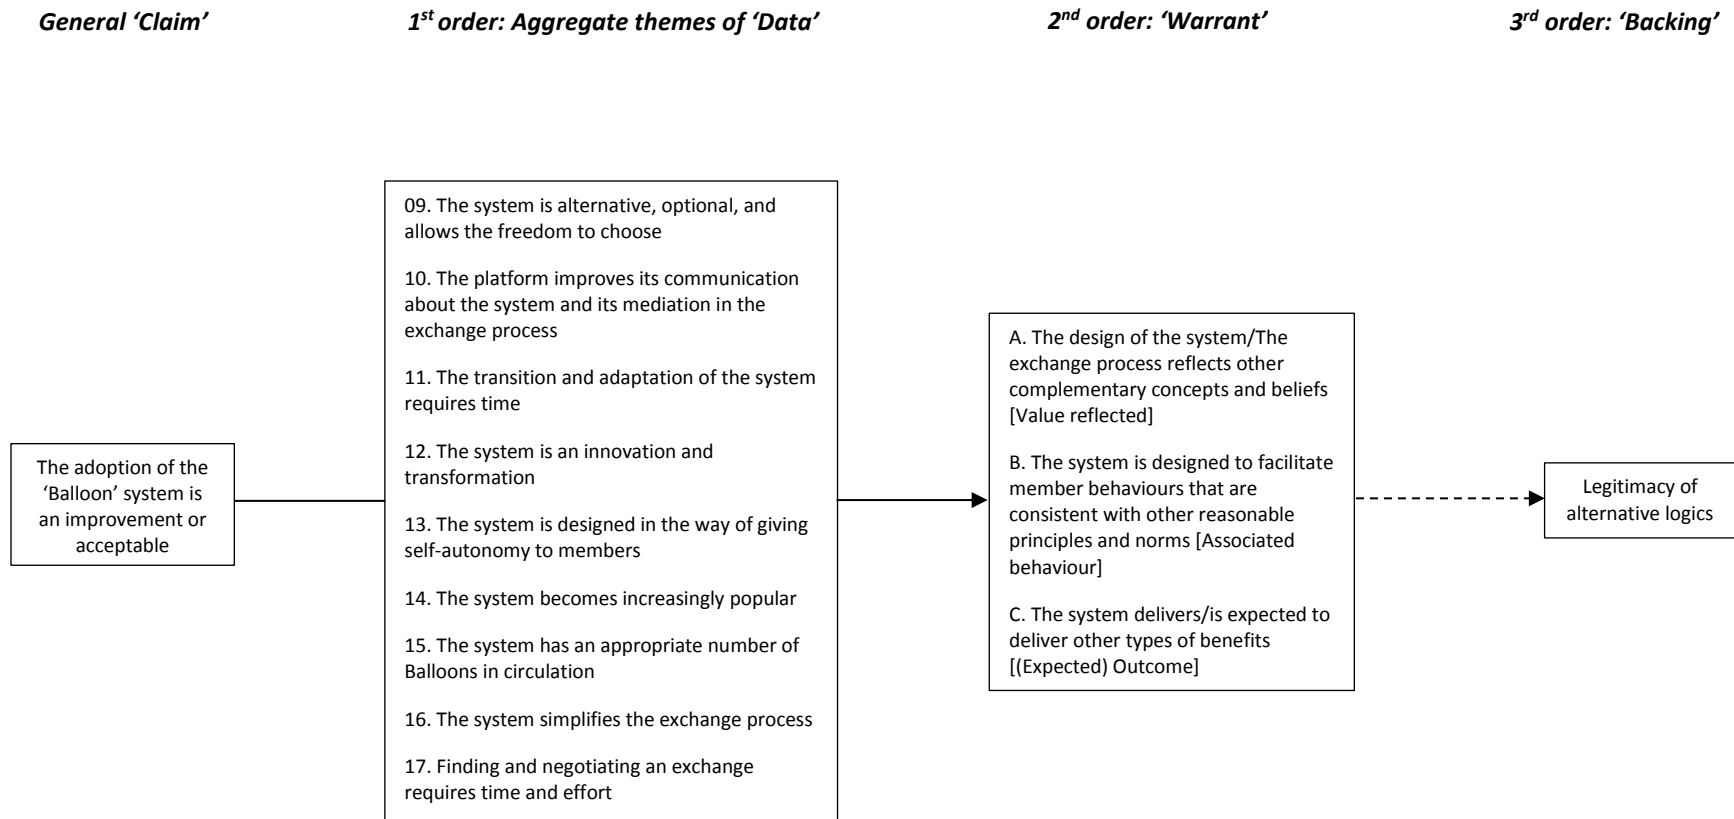 General ‘Claim’
1st order: Aggregate themes of ‘Data’
2nd order: ‘Warrant’
3rd order: ‘Backing’
The adoption of the
‘Balloon’ system is
an improvement or
acceptable
09. The system is alternative, optional, and
allows the freedom to choose
10. The platform improves its communication
about the system and its mediation in the
exchange process
11. The transition and adaptation of the system
requires time
12. The system is an innovation and
transformation
13. The system is designed in the way of giving
self-autonomy to members
14. The system becomes increasingly popular
15. The system has an appropriate number of
Balloons in circulation
16. The system simplifies the exchange process
17. Finding and negotiating an exchange
requires time and effort
A. The design of the system/The
exchange process reflects other
complementary concepts and beliefs
[Value reflected]
B. The system is designed to facilitate
member behaviours that are
consistent with other reasonable
principles and norms [Associated
behaviour]
C. The system delivers/is expected to
deliver other types of benefits
[(Expected) Outcome]
Legitimacy of
alternative logics